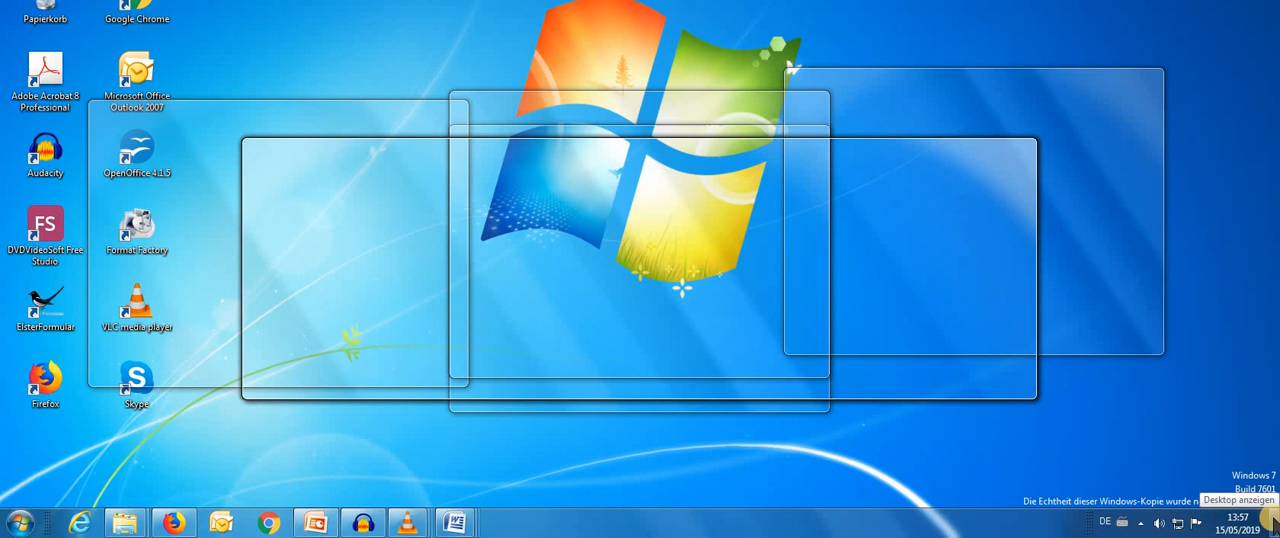 Papierkorb
Google Chrome
Adobe Acrobat 8
Professional
Microsoft Office
Outlook 2007
Audacity
OpenOffice 4.1.5
FS
DVDVideoSoft Free
Studio
Format Factory
ElsterFormular
VLC media player
Firefox
Skype
Windows 7
Build 7601
Die Echtheit dieser Windows-Kopie wurde n
Desktop anzeigen
DE
13:57
15/05/2019